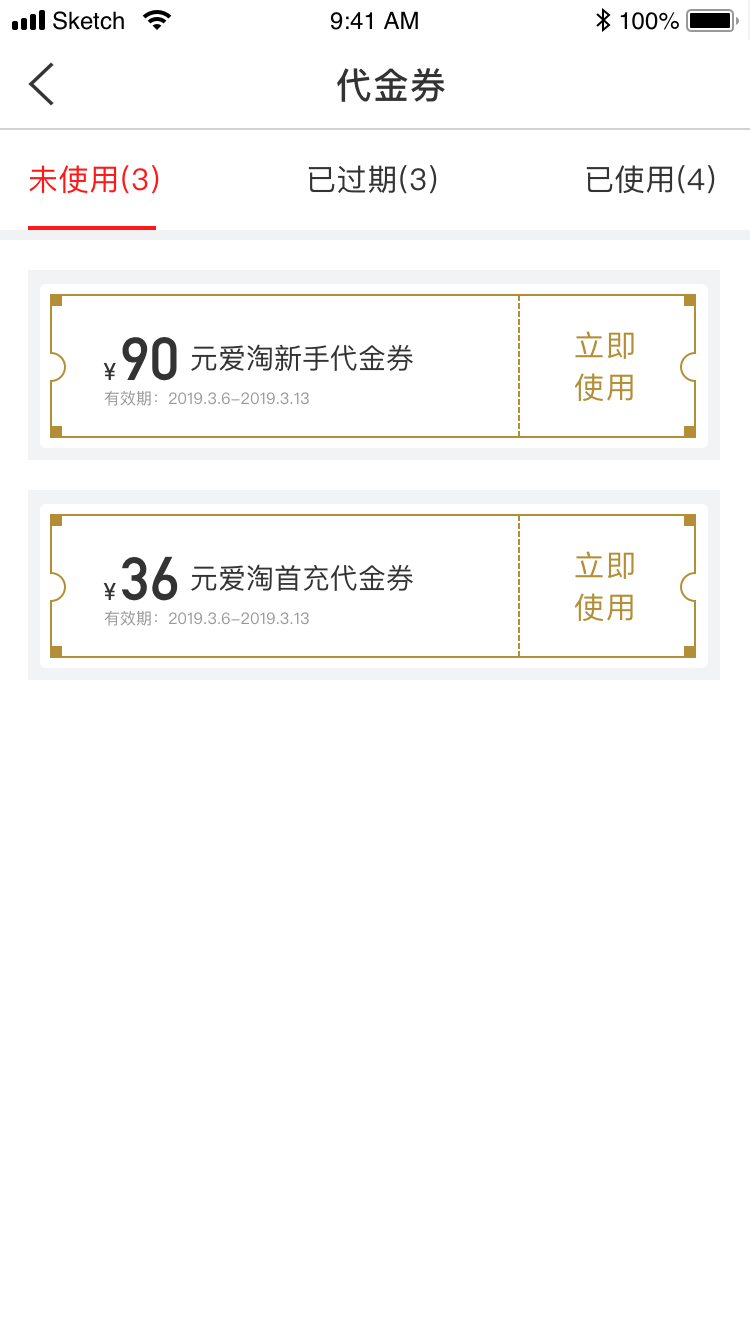 Sketch 9:41 AM 100%
代金券
未使用(3) 已过期(3) 已使用(4)
¥90 元爱淘新手代金券
有效期：2019.3.6-2019.3.13
立即
使用
¥36 元爱淘首充代金券
有效期：2019.3.6-2019.3.13
立即
使用